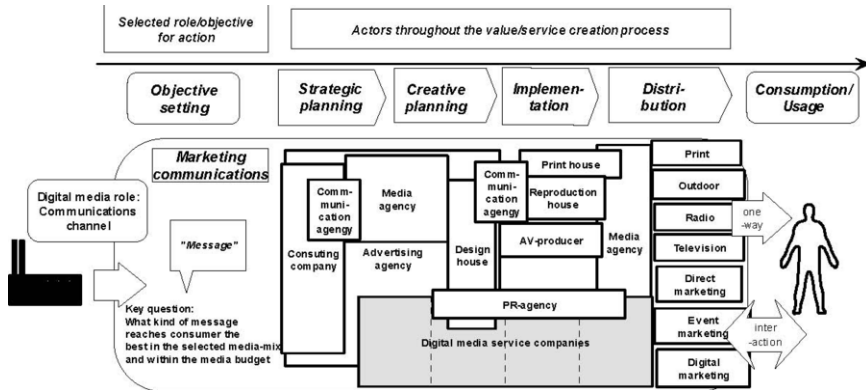 Selected role/objective
for action
Actors throughout the value/service creation process
Objective
setting
Strategic
planning
Creative
planning
Implemen-
tation
Distri-
bution
Consumption/
Usage
Marketing
communications
Digital media role:
Communications
channel
"Message"
Key question:
What kind of message
reaches consumer the
best in the selected media-mix
and within the media budget
Consuting
company
Comm-
muni-
cation
agengy
Media
agency
Advertising
agency
Design
house
Comm-
muni-
cation
agengy
Print house
Reproduction
house
AV-producer
Media
agency
PR-agency
Digital media service companies
Print
Outdoor
Radio
Television
Direct
marketing
Event
marketing
Digital
marketing
one
-way
inter
-action